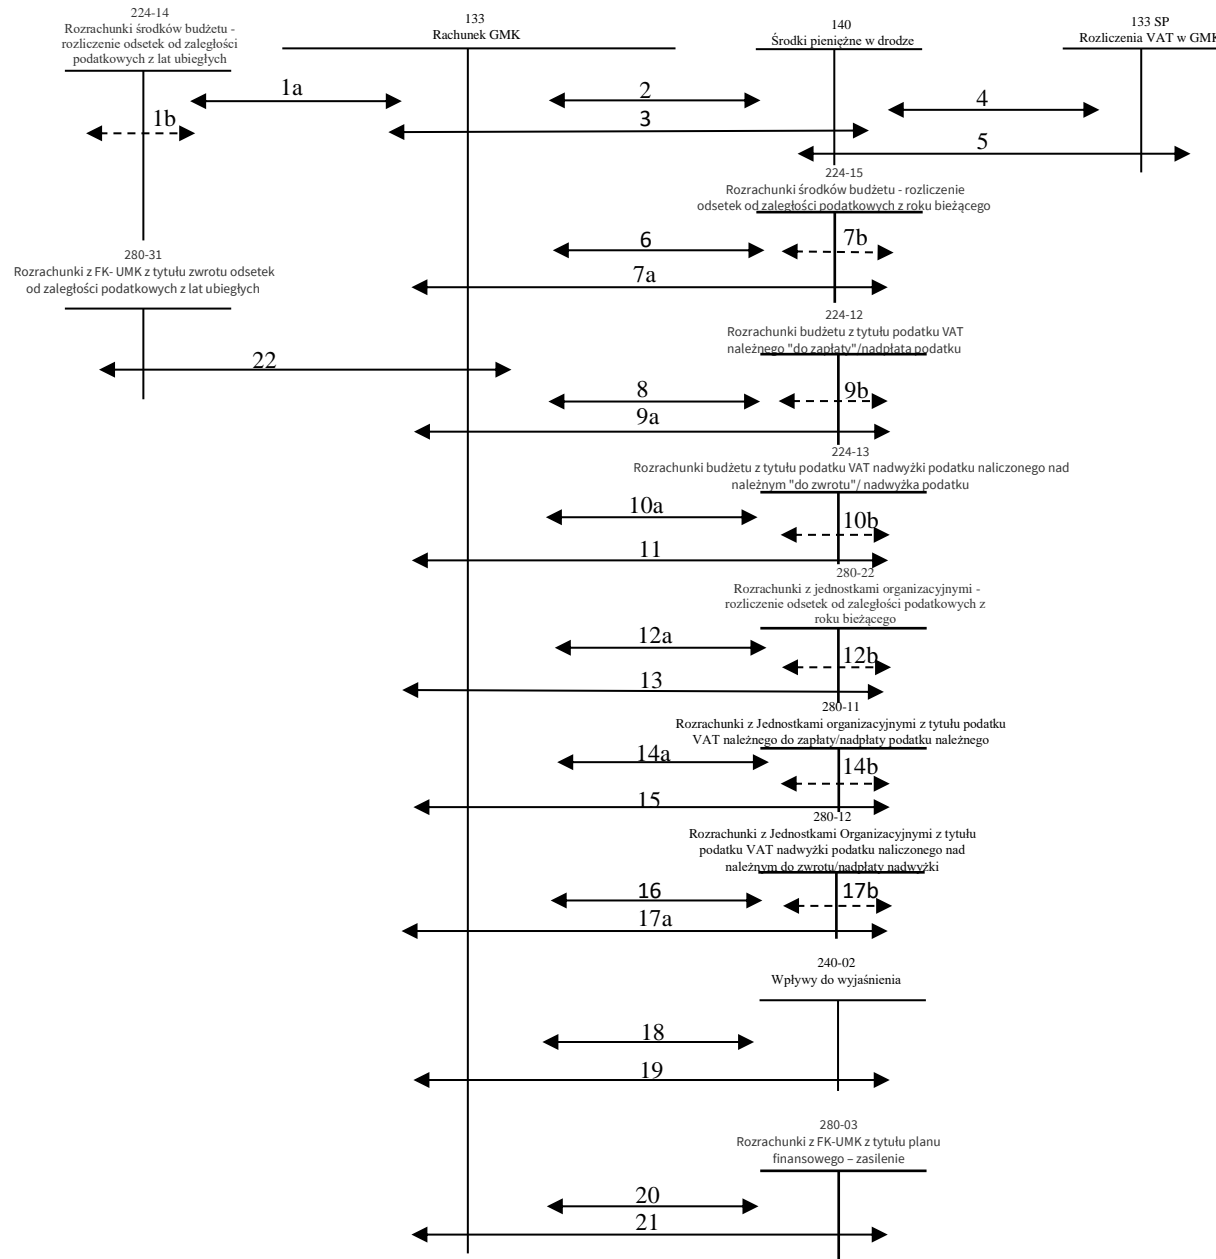 224-14
Rozrachunki środków budżetu -
rozliczenie odsetek od zaległości
podatkowych z lat ubiegłych
133
Rachunek GMK
140
Środki pieniężne w drodze
133 SP
Rozliczenia VAT w GMK
1a
1b
2
3
4
5
224-15
Rozrachunki środków budżetu - rozliczenie
odsetek od zaległości podatkowych z roku bieżącego
6
7b
7a
280-31
Rozrachunki z FK- UMK z tytułu zwrotu odsetek
od zaległości podatkowych z lat ubiegłych
22
224-12
Rozrachunki budżetu z tytułu podatku VAT
należnego "do zapłaty"/nadpłata podatku
8
9b
9a
224-13
Rozrachunki budżetu z tytułu podatku VAT nadwyżki podatku naliczonego nad
należnym "do zwrotu"/ nadwyżka podatku
10a
10b
11
280-22
Rozrachunki z jednostkami organizacyjnymi -
rozliczenie odsetek od zaległości podatkowych z
roku bieżącego
12a
12b
13
280-11
Rozrachunki z Jednostkami organizacyjnymi z tytułu podatku
VAT należnego do zapłaty/nadpłaty podatku należnego
14a
14b
15
280-12
Rozrachunki z Jednostkami Organizacyjnymi z tytułu
podatku VAT nadwyżki podatku naliczonego nad
należnym do zwrotu/nadpłaty nadwyżki
16
17b
17a
240-02
Wpływy do wyjaśnienia
18
19
280-03
Rozrachunki z FK-UMK z tytułu planu
finansowego – zasilenie
20
21